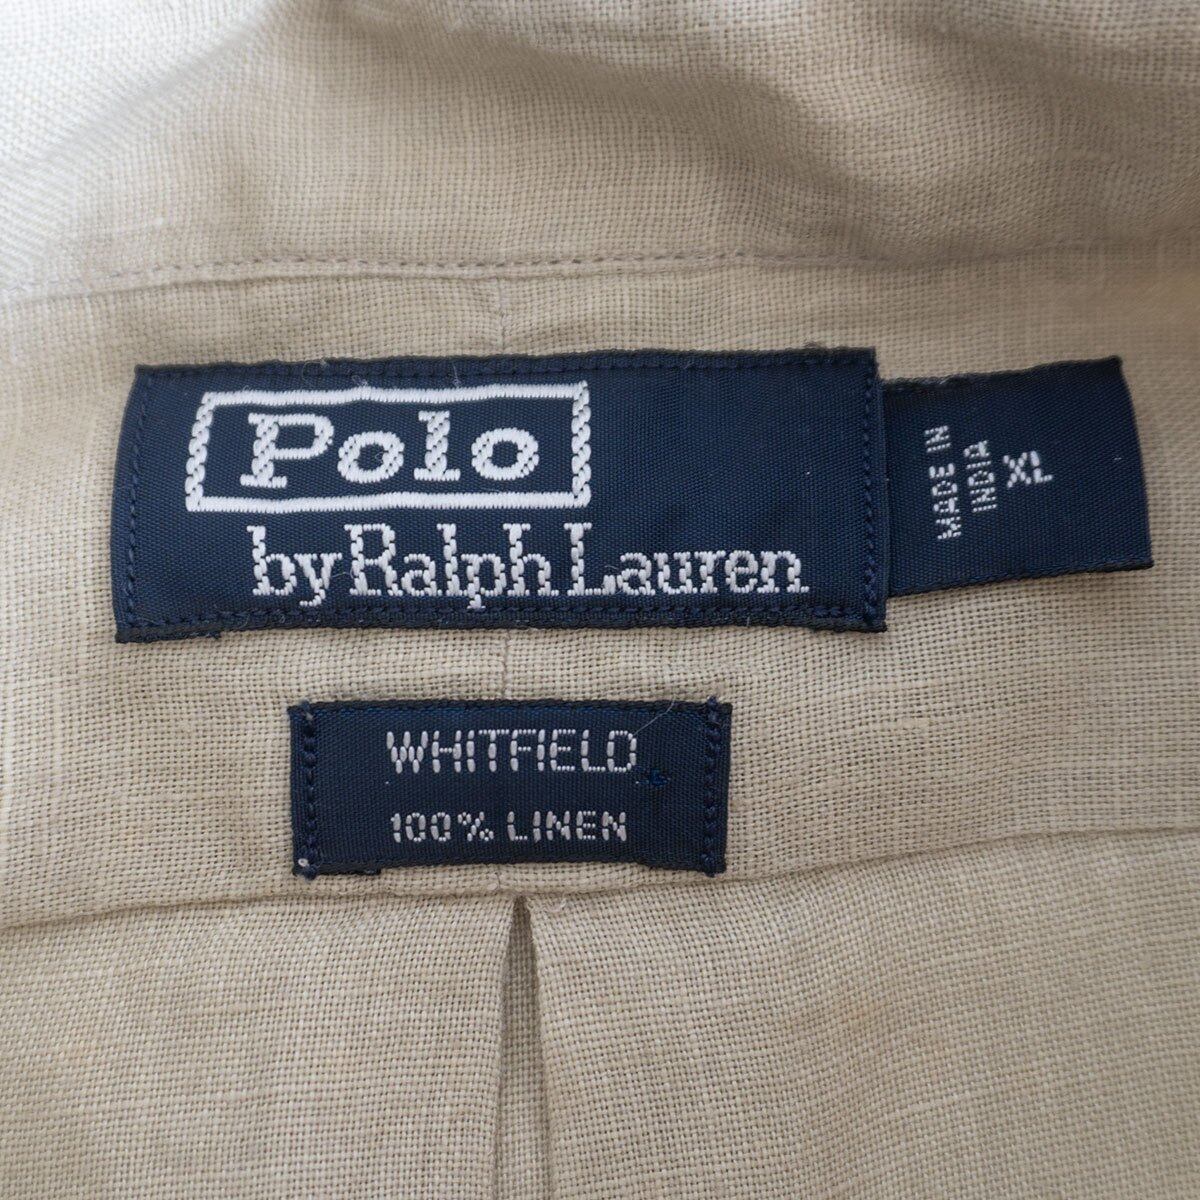 Polo
by Ralph Lauren
MADE IN
INDIA
XL
WHITFIELD
100% LINEN